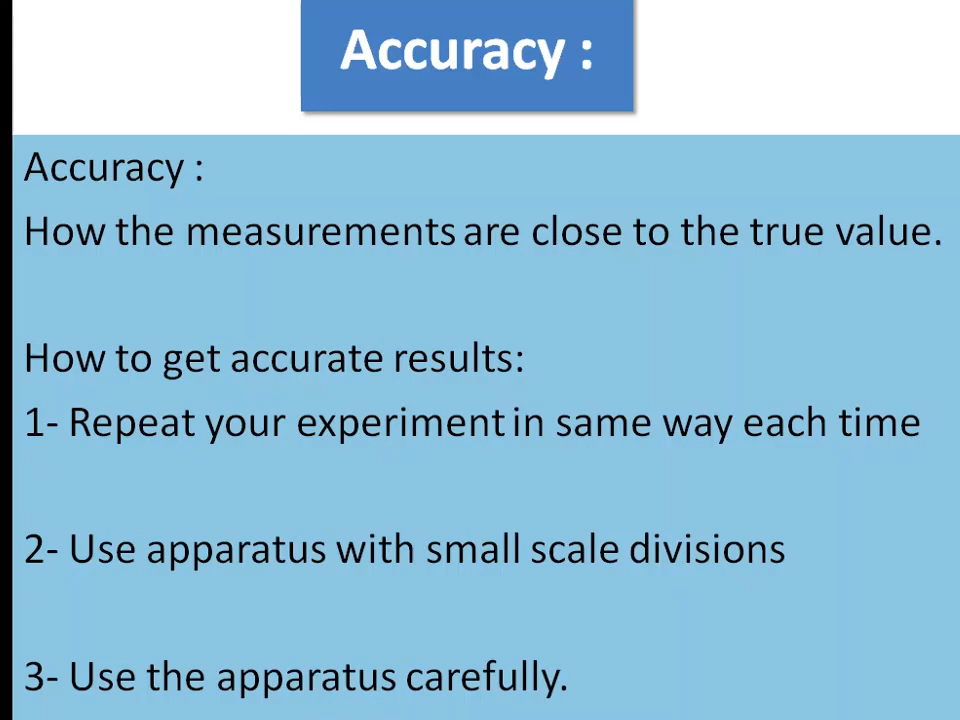 Accuracy :
Accuracy :
How the measurements are close to the true value.
How to get accurate results:
1- Repeat your experiment in same way each time
2- Use apparatus with small scale divisions
3- Use the apparatus carefully.